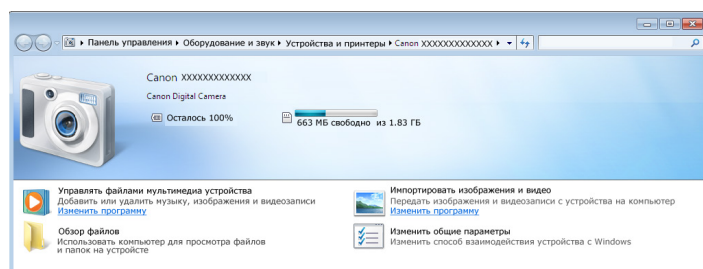 Панель управления ▸ Оборудование и звук ▸ Устройства и принтеры ▸ Canon XXXXXXXXXXXXX ▸
Canon XXXXXXXXXXXXX
Canon Digital Camera
Осталось 100%
663 МБ свободно из 1.83 ГБ
Управлять файлами мультимедиа устройства
Добавить или удалить музыку, изображения и видеозаписи
Изменить программу
Импортировать изображения и видео
Передать изображения и видеозаписи с устройства на компьютер
Изменить программу
Обзор файлов
Использовать компьютер для просмотра файлов
и папок на устройсте
Изменить общие параметры
Изменить способ взаимодействия устройства с Windows